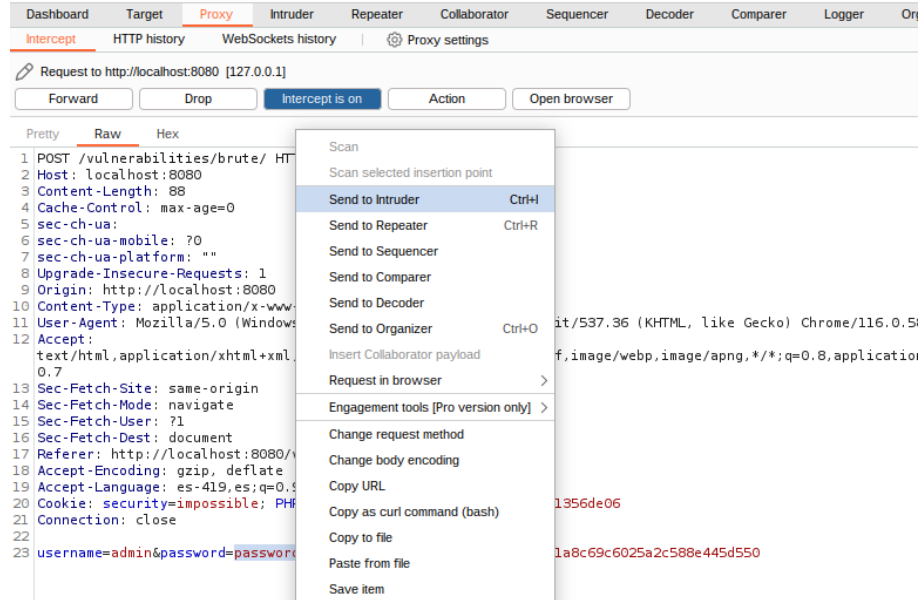 Dashboard Target Proxy Intruder Repeater Collaborator Sequencer Decoder Comparer Logger
Intercept HTTP history WebSockets history Proxy settings
Request to http://localhost:8080 [127.0.0.1]
Forward Drop Intercept is on Action Open browser
Pretty Raw Hex
1 POST /vulnerabilities/brute/
2 Host: localhost:8080
3 Content-Length: 88
4 Cache-Control: max-age=0
5 sec-ch-ua:
6 sec-ch-ua-mobile: ?0
7 sec-ch-ua-platform: ""
8 Upgrade-Insecure-Requests: 1
9 Origin: http://localhost:8080
10 Content-Type: application/x-www-
11 User-Agent: Mozilla/5.0 (Windows it/537.36 (KHTML, like Gecko) Chrome/116.0.58
12 Accept:
text/html,application/xhtml+xml, f,image/webp,image/apng,*/*;q=0.8,application
0.7
13 Sec-Fetch-Site: same-origin
14 Sec-Fetch-Mode: navigate
15 Sec-Fetch-User: ?1
16 Sec-Fetch-Dest: document
17 Referer: http://localhost:8080/
18 Accept-Encoding: gzip, deflate
19 Accept-Language: es-419,es;q=0.9
20 Cookie: security=impossible; PHP 1356de06
21 Connection: close
22
23 username=admin&password=password 1a8c69c6025a2c588e445d550
Scan
Scan selected insertion point
Send to Intruder Ctrl+I
Send to Repeater Ctrl+R
Send to Sequencer
Send to Comparer
Send to Decoder
Send to Organizer Ctrl+O
Insert Collaborator payload
Request in browser
Engagement tools [Pro version only]
Change request method
Change body encoding
Copy URL
Copy as curl command (bash)
Copy to file
Paste from file
Save item